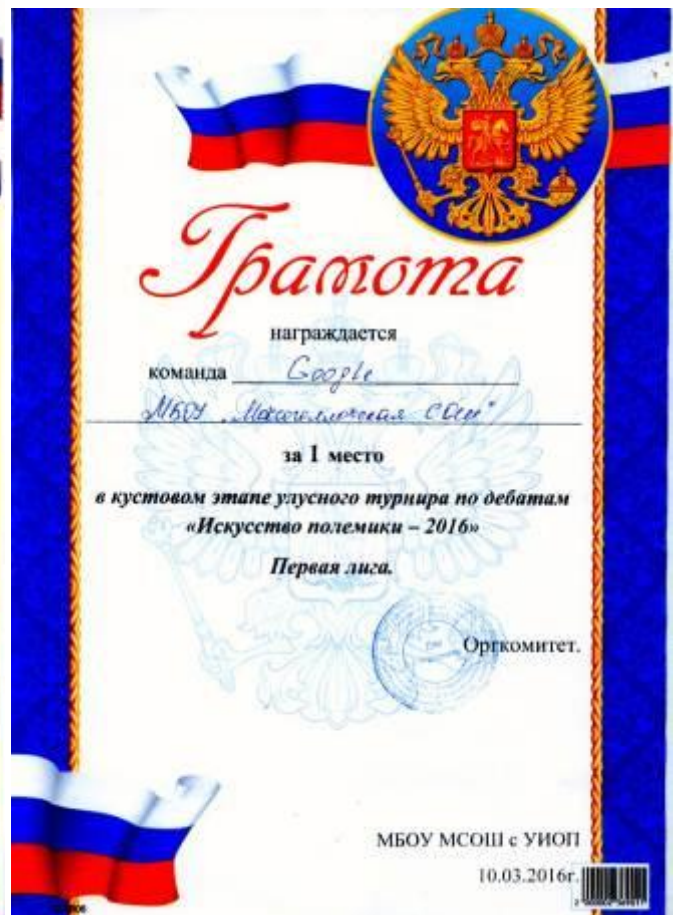 Грамота
награждается
команда Google
МБОУ „Мохсоголлохская СОШ"
за 1 место
в кустовом этапе улусного турнира по дебатам
«Искусство полемики – 2016»
Первая лига.
Оргкомитет.
МБОУ МСОШ с УИОП
10.03.2016г.